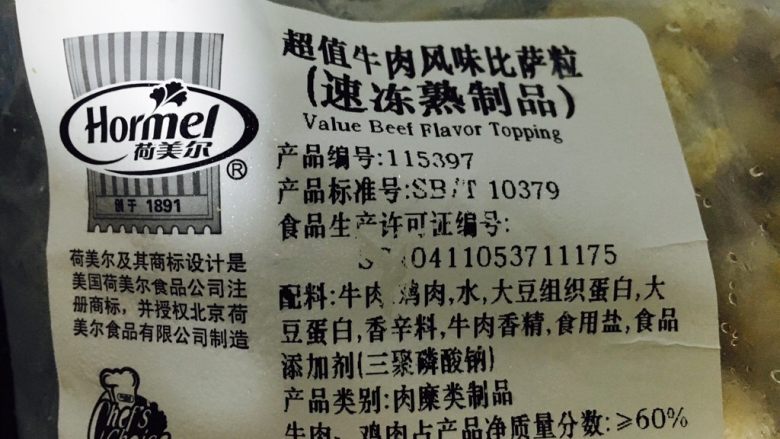 超值牛肉风味比萨粒
(速冻熟制品)
Value Beef Flavor Topping
Hormel
荷美尔
®
创于 1891
产品编号:115397
产品标准号:SB/T 10379
食品生产许可证编号:
0411053711175
荷美尔及其商标设计是
美国荷美尔食品公司注
册商标，并授权北京荷
美尔食品有限公司制造
配料:牛肉,鸡肉,水,大豆组织蛋白,大
豆蛋白,香辛料,牛肉香精,食用盐,食品
添加剂(三聚磷酸钠)
产品类别:肉糜类制品
牛肉、鸡肉占产品净质量分数:≥60%
Chef's